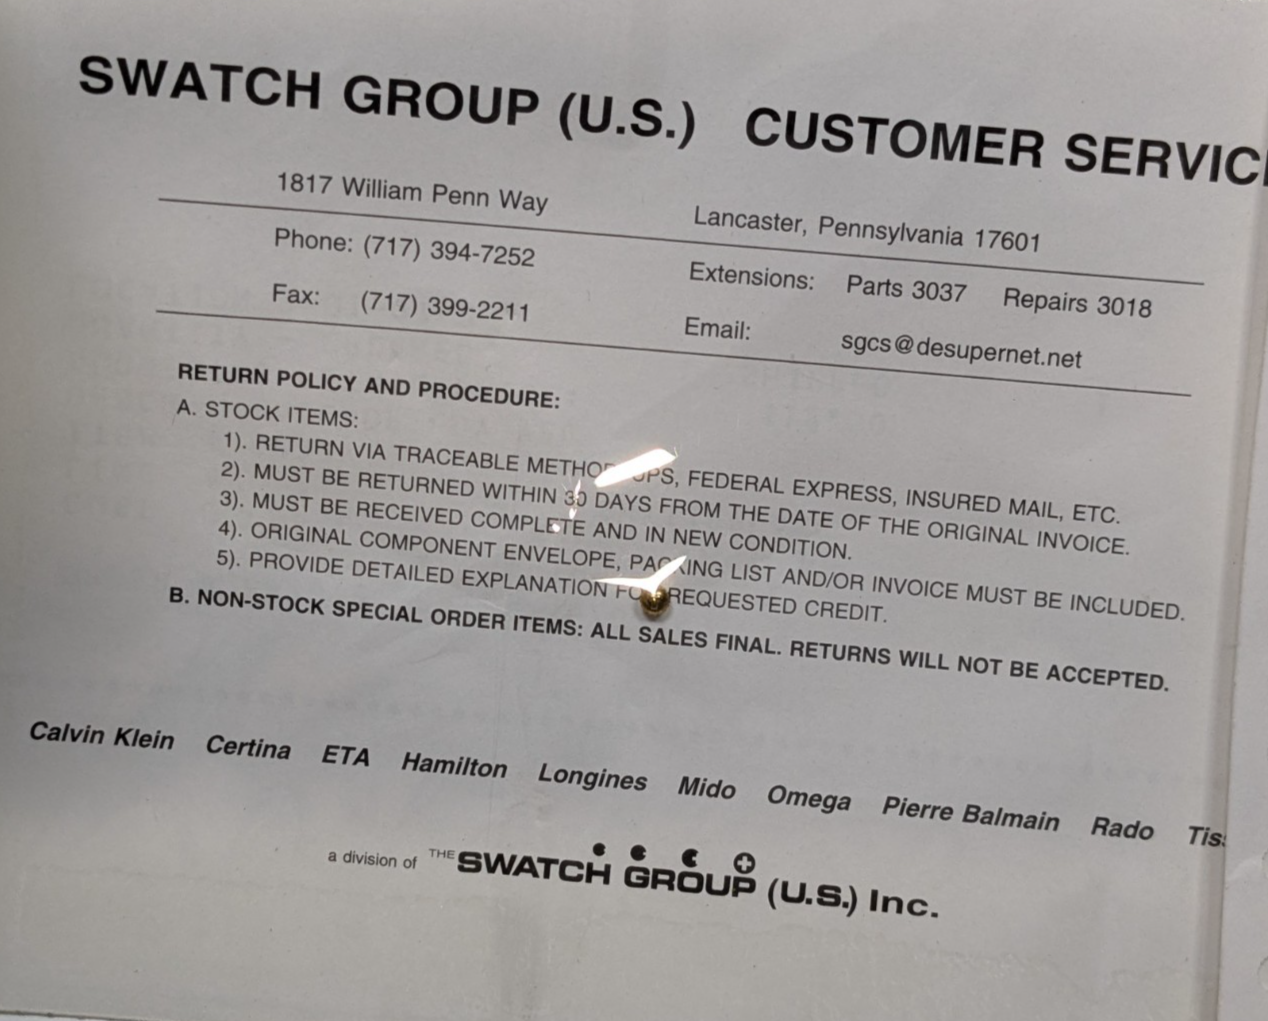 SWATCH GROUP (U.S.) CUSTOMER SERVIC
1817 William Penn Way Lancaster, Pennsylvania 17601
Phone: (717) 394-7252 Extensions: Parts 3037 Repairs 3018
Fax: (717) 399-2211 Email: sgcs@desupernet.net
RETURN POLICY AND PROCEDURE:
A. STOCK ITEMS:
1). RETURN VIA TRACEABLE METHOD UPS, FEDERAL EXPRESS, INSURED MAIL, ETC.
2). MUST BE RETURNED WITHIN 30 DAYS FROM THE DATE OF THE ORIGINAL INVOICE.
3). MUST BE RECEIVED COMPLETE AND IN NEW CONDITION.
4). ORIGINAL COMPONENT ENVELOPE, PACKING LIST AND/OR INVOICE MUST BE INCLUDED.
5). PROVIDE DETAILED EXPLANATION FOR REQUESTED CREDIT.
B. NON-STOCK SPECIAL ORDER ITEMS: ALL SALES FINAL. RETURNS WILL NOT BE ACCEPTED.
Calvin Klein Certina ETA Hamilton Longines Mido Omega Pierre Balmain Rado Tis
a division of THE SWATCH GROUP (U.S.) Inc.